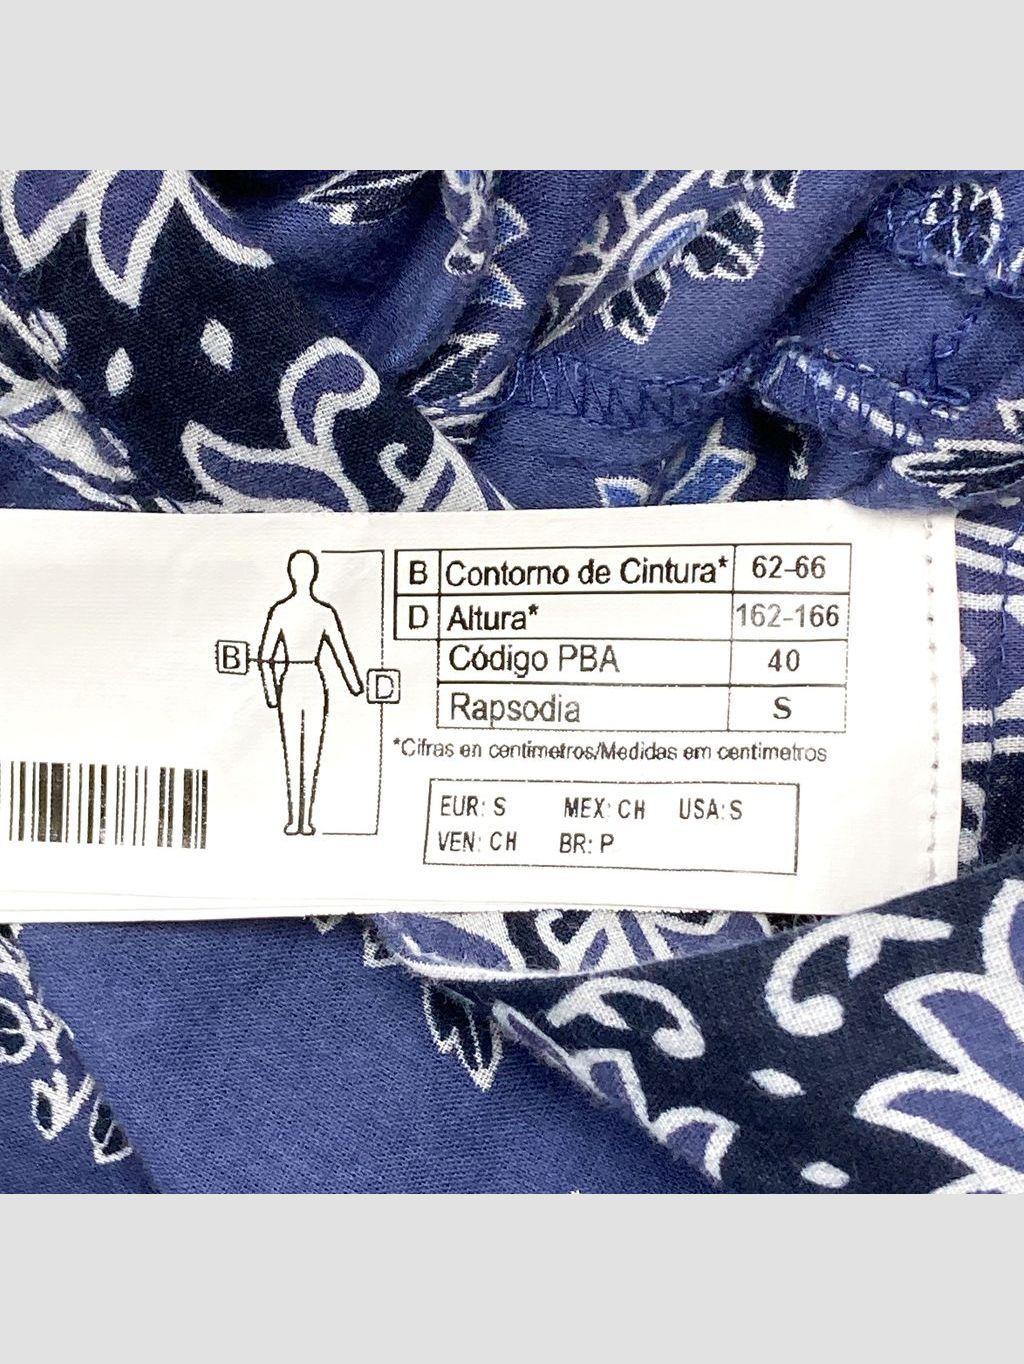 B Contorno de Cintura* 62-66
D Altura* 162-166
Código PBA 40
Rapsodia S
*Cifras en centimetros/Medidas em centimetros
B
D
EUR: S MEX: CH USA: S
VEN: CH BR: P